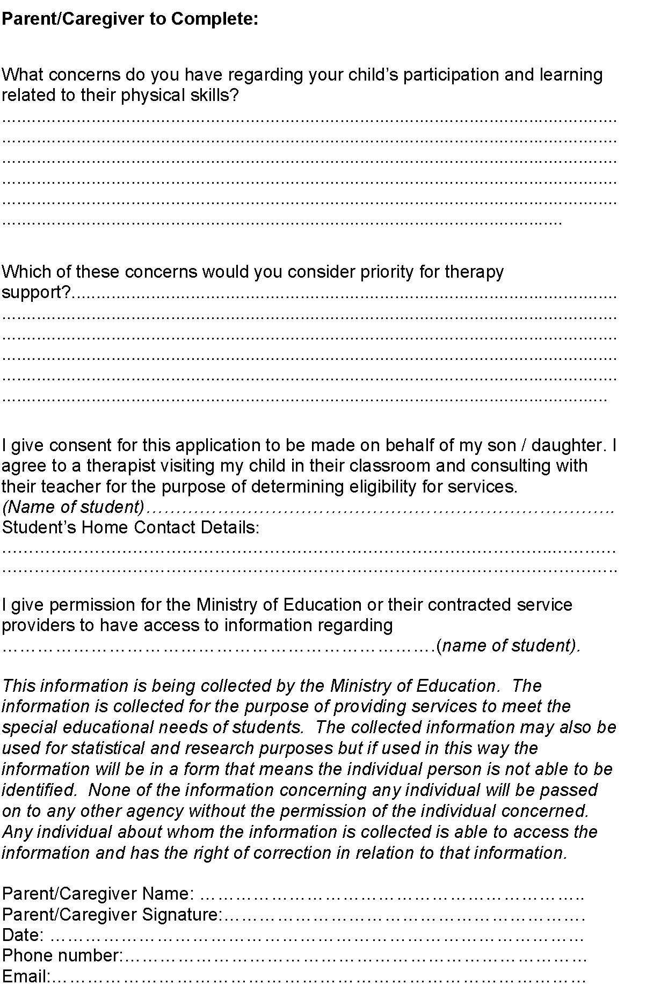 Parent/Caregiver to Complete:
What concerns do you have regarding your child’s participation and learning
related to their physical skills?
....................................................................................................................
....................................................................................................................
....................................................................................................................
....................................................................................................................
....................................................................................................................
..........................................................................................................
Which of these concerns would you consider priority for therapy
support?.......................................................................................................
....................................................................................................................
....................................................................................................................
....................................................................................................................
....................................................................................................................
..................................................................................................................
I give consent for this application to be made on behalf of my son / daughter. I
agree to a therapist visiting my child in their classroom and consulting with
their teacher for the purpose of determining eligibility for services.
(Name of student)…………………………………………………………………………….
Student’s Home Contact Details:
…………………………………………………………………………………………..…………
…………………………………………………………………………………………………….
I give permission for the Ministry of Education or their contracted service
providers to have access to information regarding
……………………………………………………………….(name of student).
This information is being collected by the Ministry of Education.  The
information is collected for the purpose of providing services to meet the
special educational needs of students.  The collected information may also be
used for statistical and research purposes but if used in this way the
information will be in a form that means the individual person is not able to be
identified.  None of the information concerning any individual will be passed
on to any other agency without the permission of the individual concerned.
Any individual about whom the information is collected is able to access the
information and has the right of correction in relation to that information.
Parent/Caregiver Name: ………………………………………………………..
Parent/Caregiver Signature:…………………………………………………….
Date: ………………………………………………………………………………
Phone number:……………………………………………………………………
Email:………………………………………………………………………………